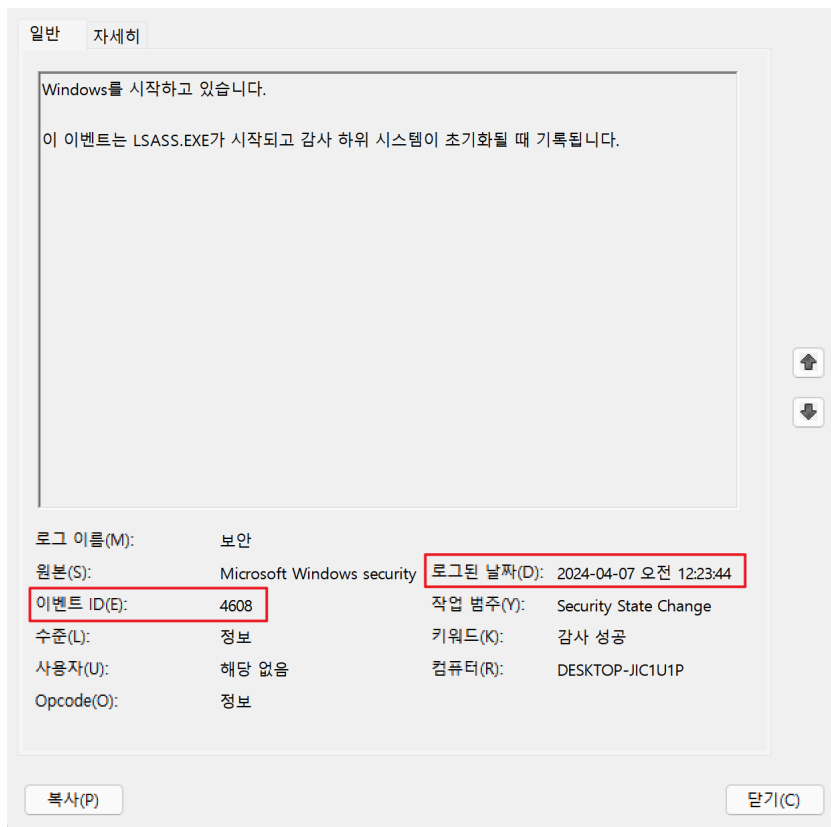 일반
자세히
Windows를 시작하고 있습니다.
이 이벤트는 LSASS.EXE가 시작되고 감사 하위 시스템이 초기화될 때 기록됩니다.
로그 이름(M): 보안
원본(S): Microsoft Windows security 로그된 날짜(D): 2024-04-07 오전 12:23:44
이벤트 ID(E): 4608 작업 범주(Y): Security State Change
수준(L): 정보 키워드(K): 감사 성공
사용자(U): 해당 없음 컴퓨터(R): DESKTOP-JIC1U1P
Opcode(O): 정보
복사(P) 닫기(C)